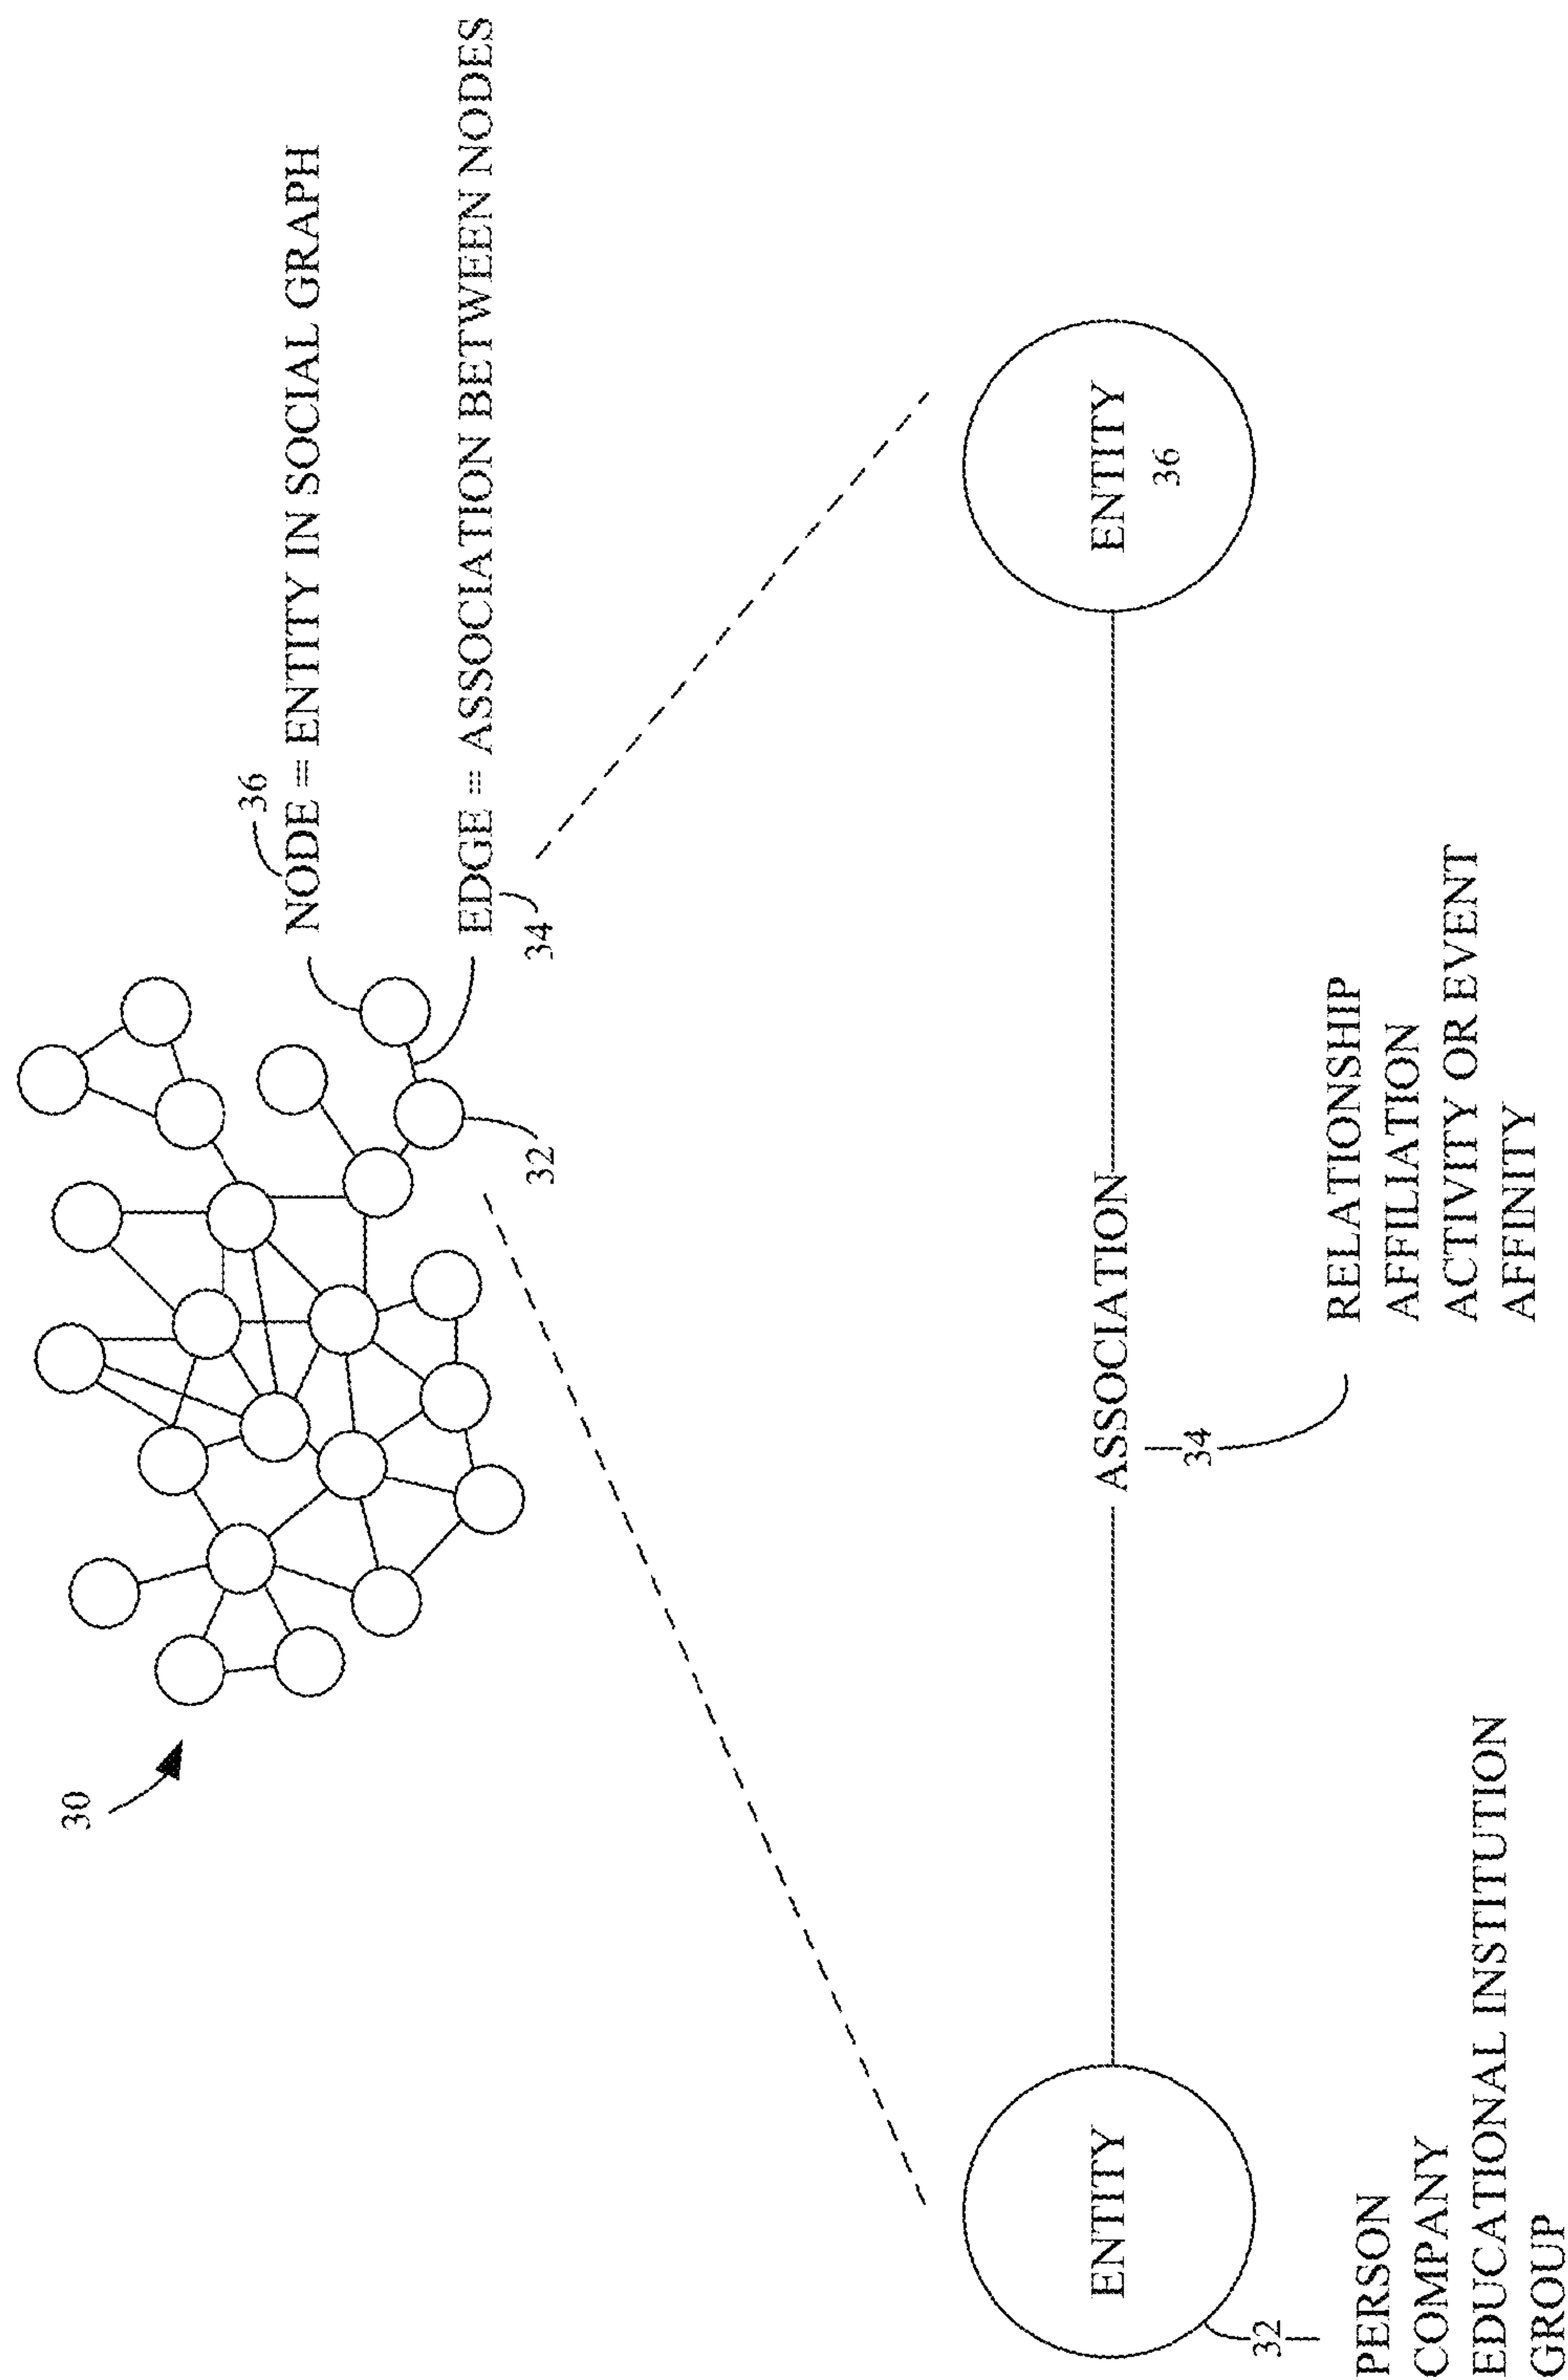 30
36
NODE = ENTITY IN SOCIAL GRAPH
EDGE = ASSOCIATION BETWEEN NODES
34
32
ENTITY
ASSOCIATION
ENTITY
36
32
PERSON
COMPANY
EDUCATIONAL INSTITUTION
GROUP
34
RELATIONSHIP
AFFILIATION
ACTIVITY OR EVENT
AFFINITY